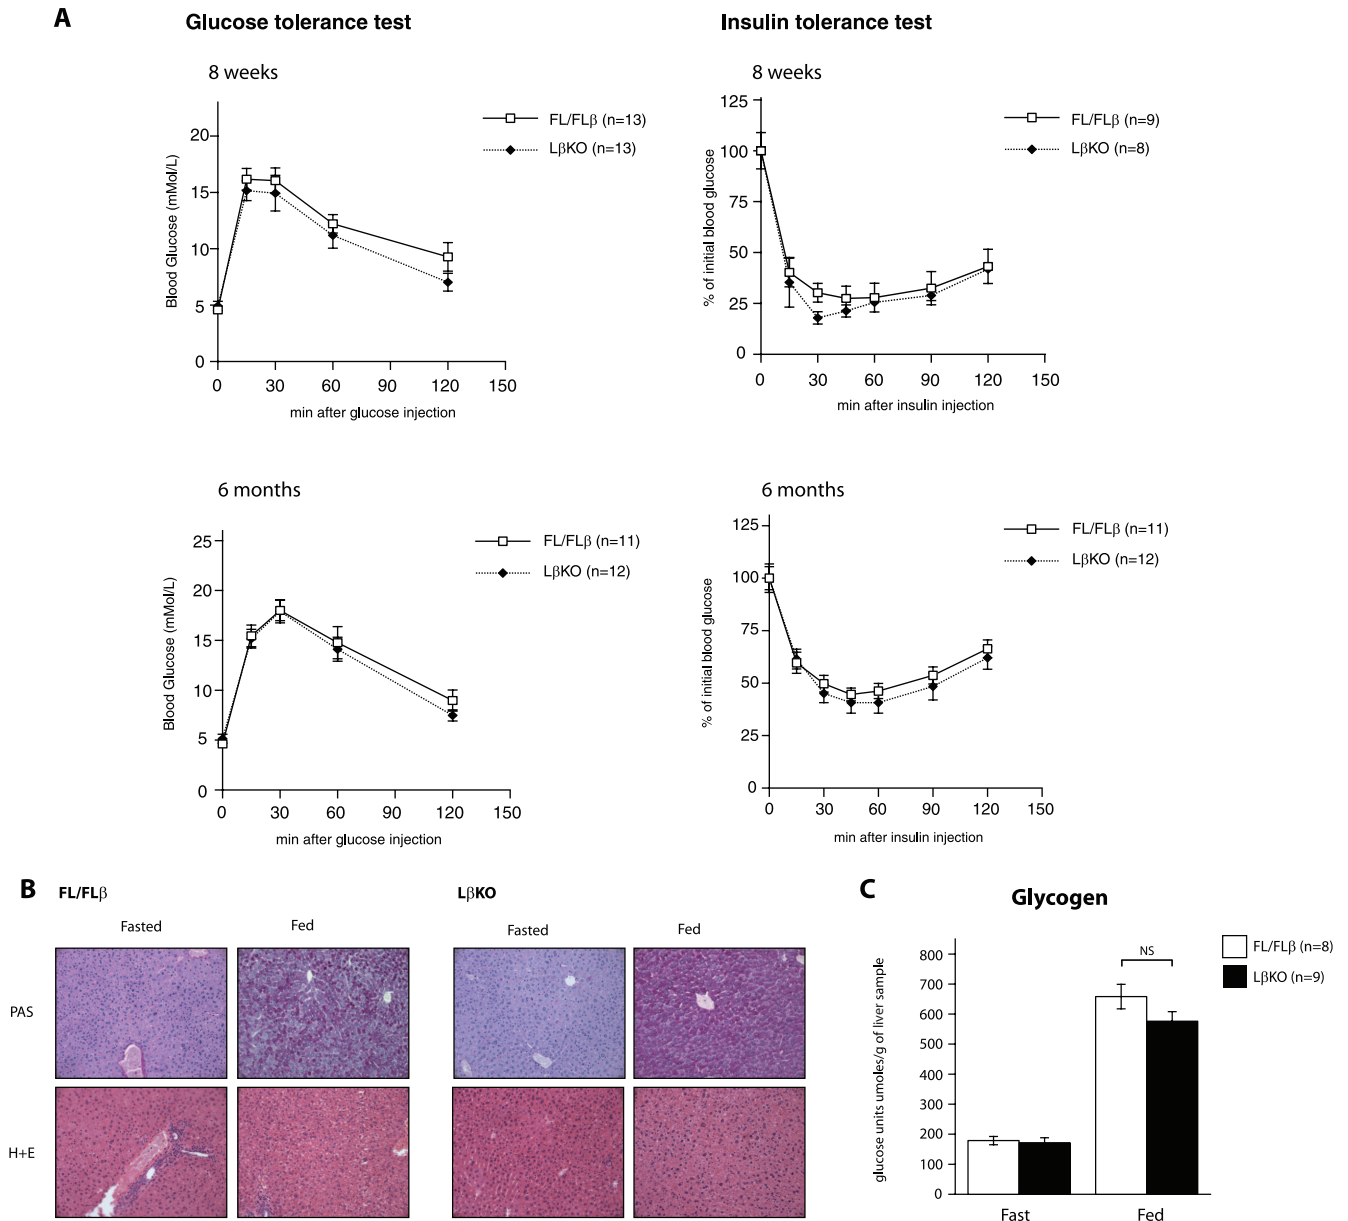 A
Glucose tolerance test
Insulin tolerance test
8 weeks
Blood Glucose (mMol/L)
20
15
10
5
0
0 30 60 90 120 150
min after glucose injection
FL/FLβ (n=13)
LβKO (n=13)
8 weeks
% of initial blood glucose
125
100
75
50
25
0
0 30 60 90 120 150
min after insulin injection
FL/FLβ (n=9)
LβKO (n=8)
6 months
Blood Glucose (mMol/L)
25
20
15
10
5
0
0 30 60 90 120 150
min after glucose injection
FL/FLβ (n=11)
LβKO (n=12)
6 months
% of initial blood glucose
125
100
75
50
25
0
0 30 60 90 120 150
min after insulin injection
FL/FLβ (n=11)
LβKO (n=12)
B
FL/FLβ
LβKO
Fasted Fed Fasted Fed
PAS
H+E
C
Glycogen
glucose units umoles/g of liver sample
800
700
600
500
400
300
200
100
0
NS
Fast Fed
FL/FLβ (n=8)
LβKO (n=9)